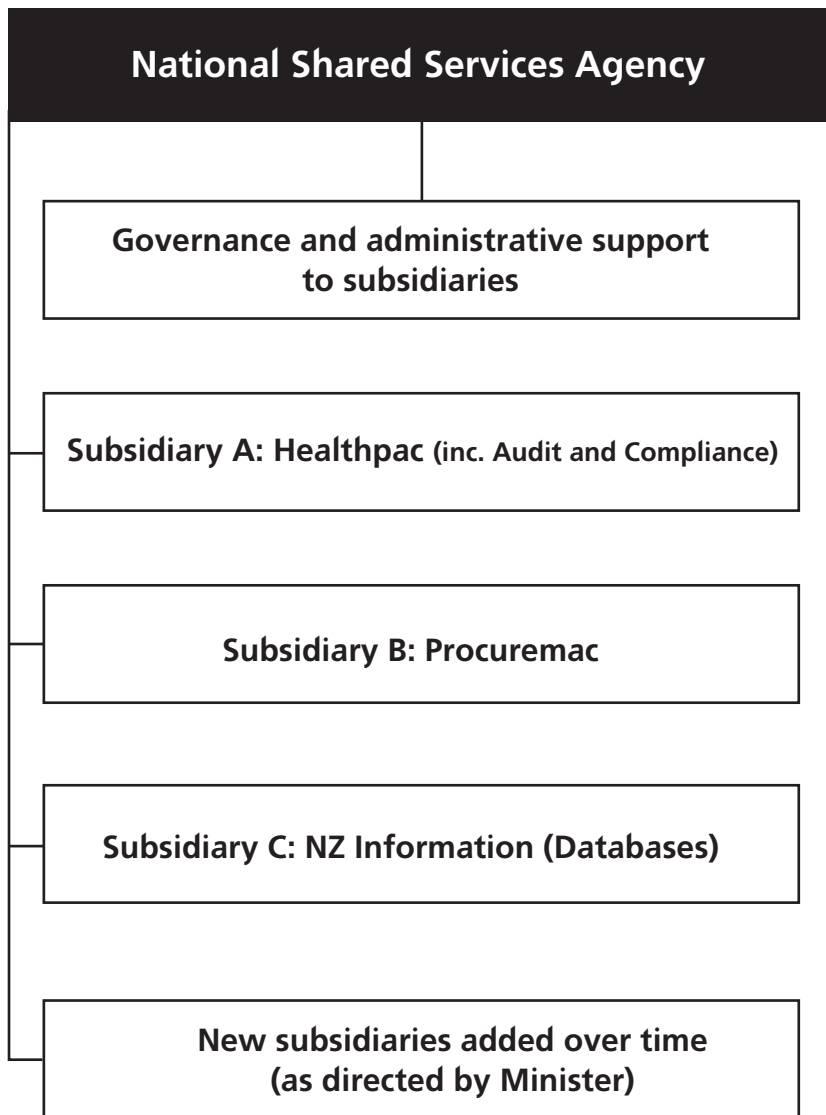 National Shared Services Agency
Governance and administrative support
to subsidiaries
Subsidiary A: Healthpac (inc. Audit and Compliance)
Subsidiary B: Procuremac
Subsidiary C: NZ Information (Databases)
New subsidiaries added over time
(as directed by Minister)